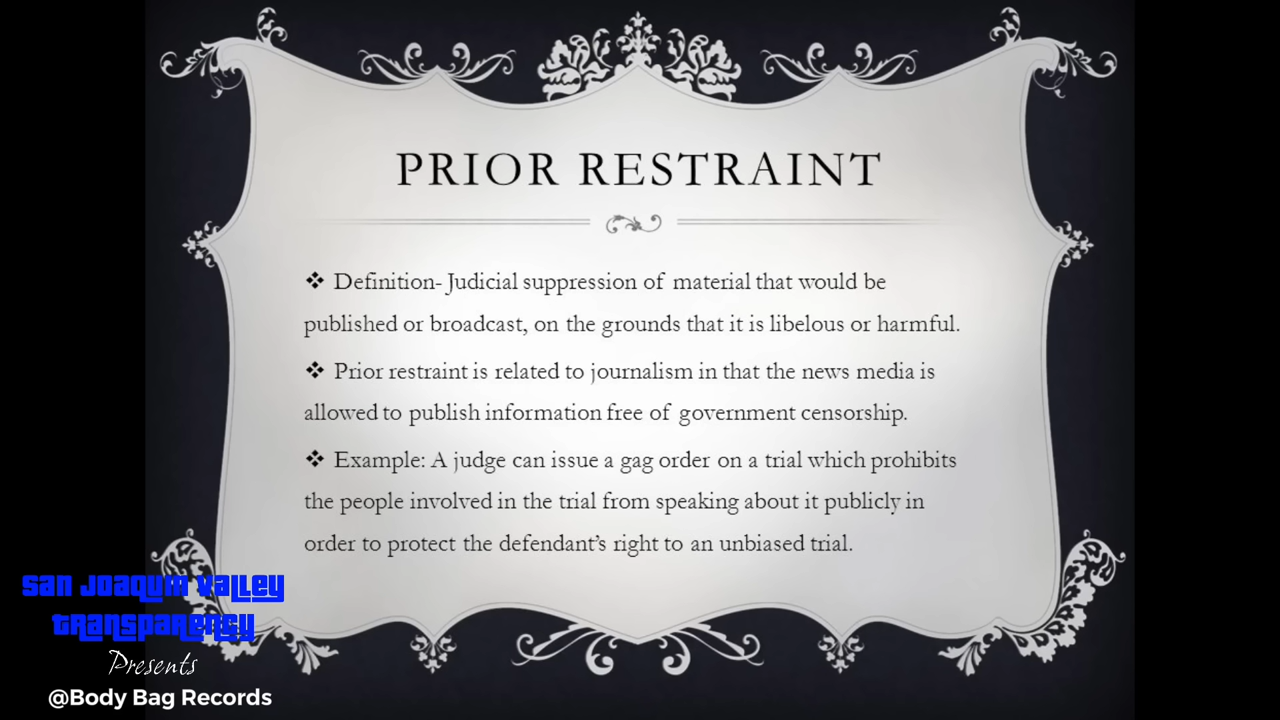 PRIOR RESTRAINT
❖ Definition- Judicial suppression of material that would be
published or broadcast, on the grounds that it is libelous or harmful.
❖ Prior restraint is related to journalism in that the news media is
allowed to publish information free of government censorship.
❖ Example: A judge can issue a gag order on a trial which prohibits
the people involved in the trial from speaking about it publicly in
order to protect the defendant’s right to an unbiased trial.
San Joaquin Valley
Transparency
Presents
@Body Bag Records